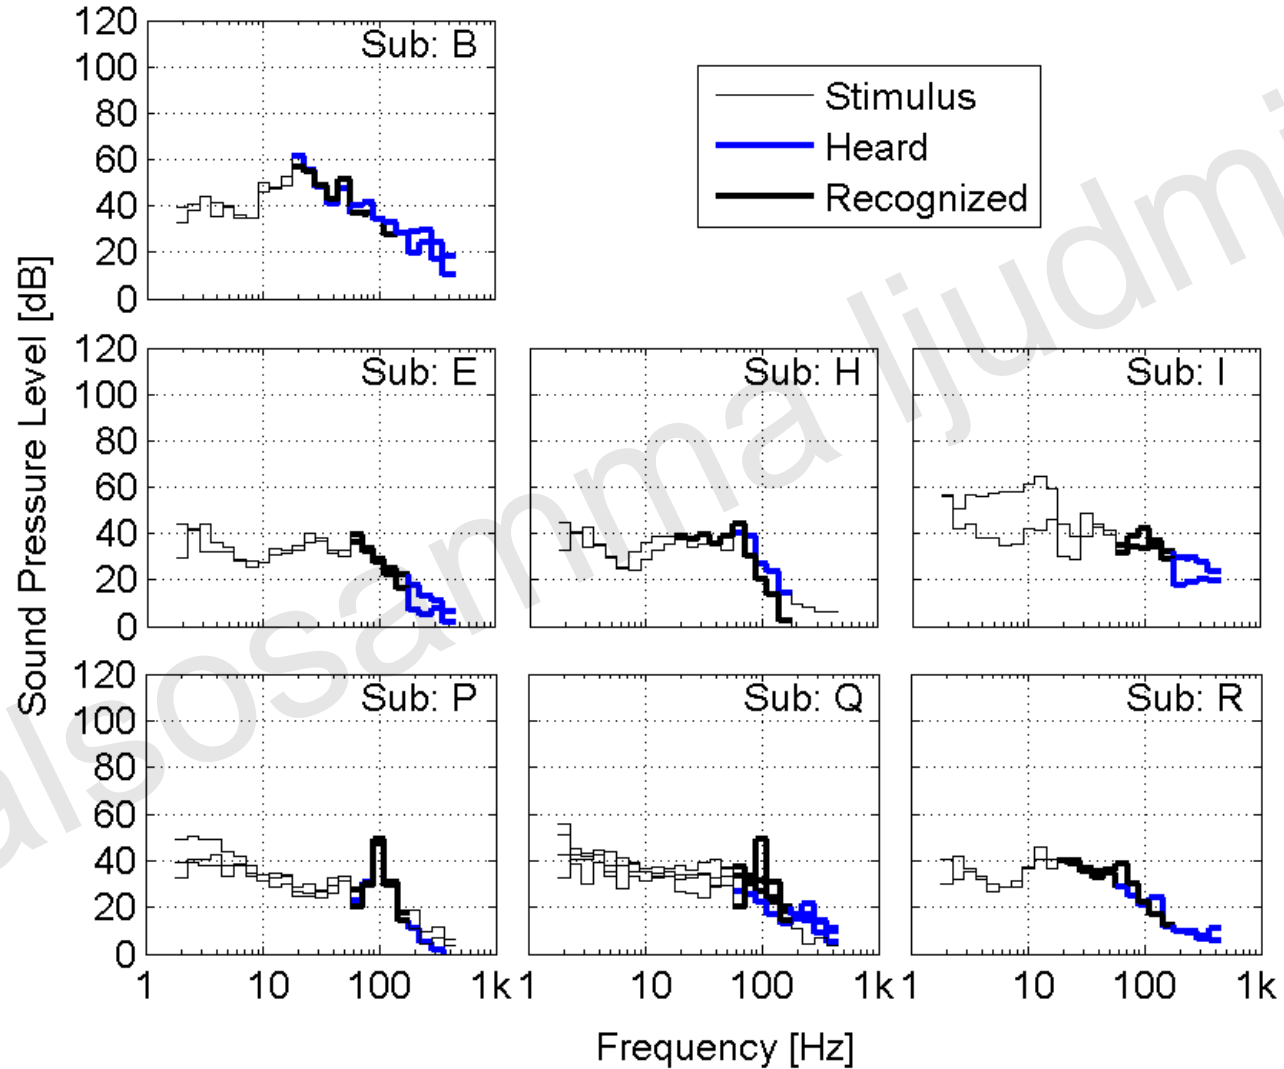 120
100
80
60
40
20
0
Sub: B
Stimulus
Heard
Recognized
Sound Pressure Level [dB]
120
100
80
60
40
20
0
Sub: E
Sub: H
Sub: I
120
100
80
60
40
20
0
Sub: P
Sub: Q
Sub: R
1 10 100 1k 1 10 100 1k 1 10 100 1k
Frequency [Hz]
alsosamma ljudmi